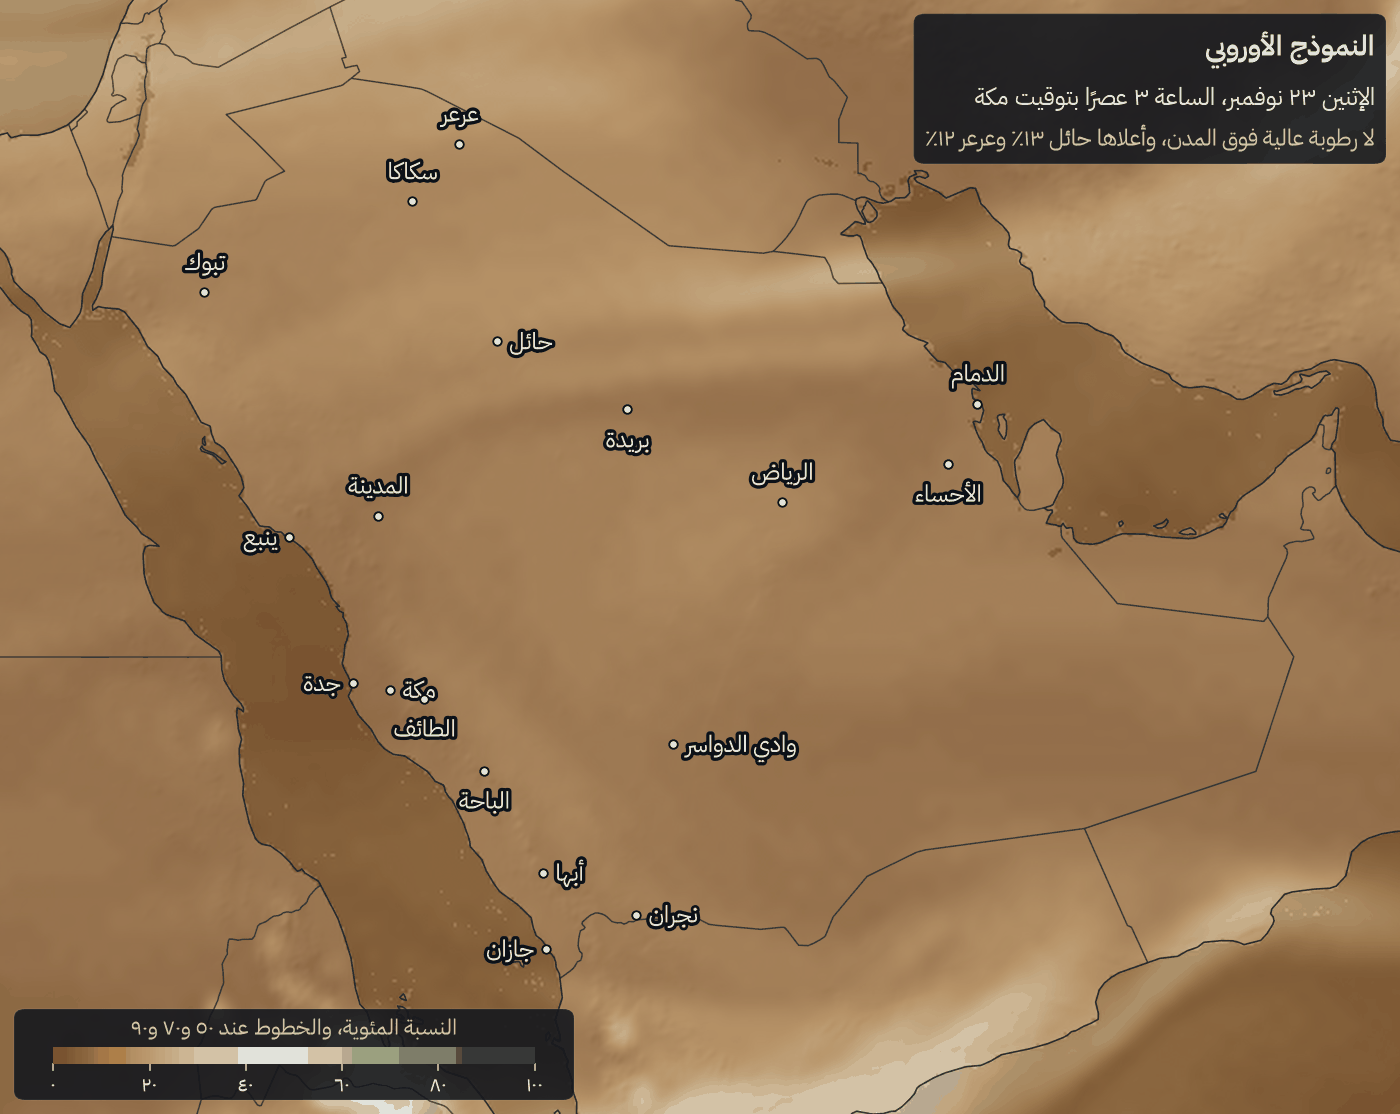 النموذج الأوروبي
الإثنين ٢٣ نوفمبر، الساعة ٣ عصرًا بتوقيت مكة
لا رطوبة عالية فوق المدن، وأعلاها حائل ١٣٪ وعرعر ١٢٪
عرعر
سكاكا
تبوك
حائل
الدمام
بريدة
الرياض
المدينة
الأحساء
ينبع
جدة
مكة
الطائف
وادي الدواسر
الباحة
أبها
نجران
جازان
النسبة المئوية، والخطوط عند ٥٠ و٧٠ و٩٠
٠ ٢٠ ٤٠ ٦٠ ٨٠ ١٠٠